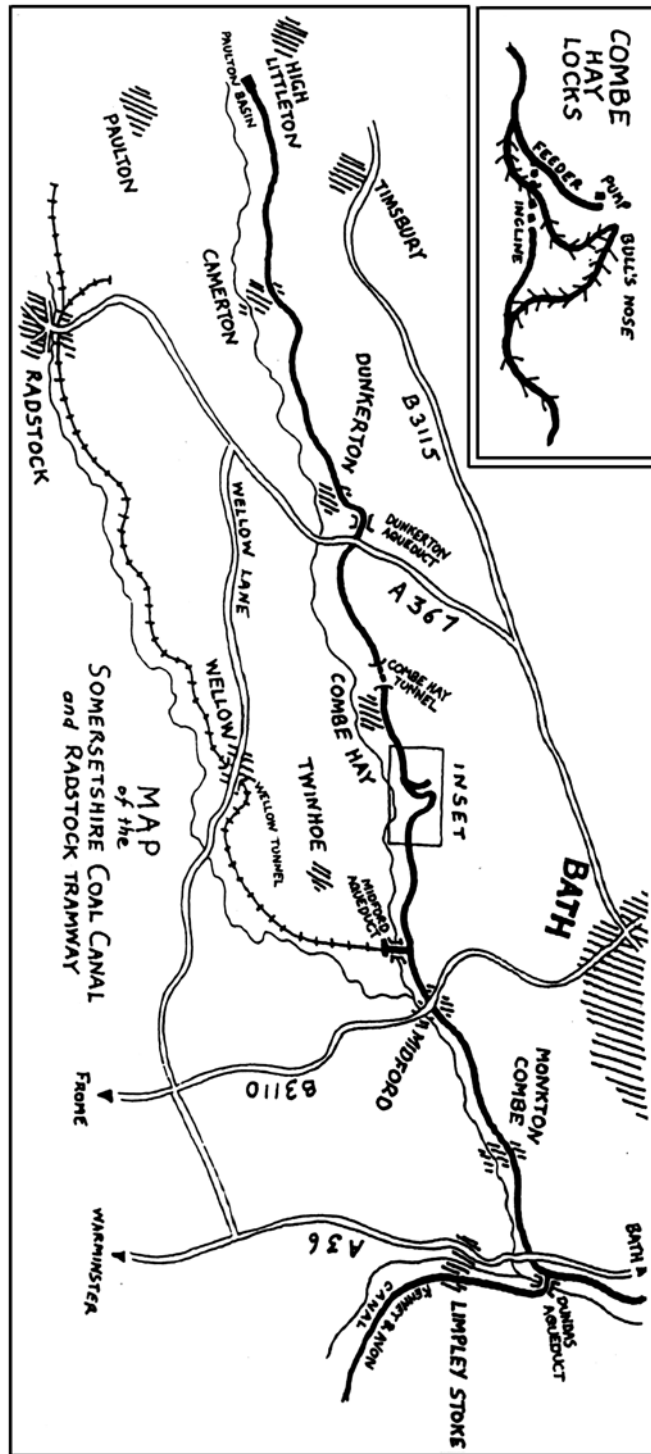 COMBE
HAY
LOCKS
FEEDER
PUMP
BULL'S NOSE
INCLINE
HIGH
LITTLETON
PAULTON BASIN
PAULTON
TIMSBURY
CAMERTON
RADSTOCK
DUNKERTON
B3115
DUNKERTON
AQUEDUCT
A367
WELLOW LANE
WELLOW
WELLOW TUNNEL
COMBE HAY
TUNNEL
COMBE HAY
TWINHOE
INSET
BATH
MIDFORD
AQUEDUCT
MIDFORD
MONKTON
COMBE
B3110
FROME
A36
WARMINSTER
BATH
DUNDAS
AQUEDUCT
LIMPLEY STOKE
KENNET & AVON
CANAL
MAP
of the
SOMERSETSHIRE COAL CANAL
and RADSTOCK TRAMWAY